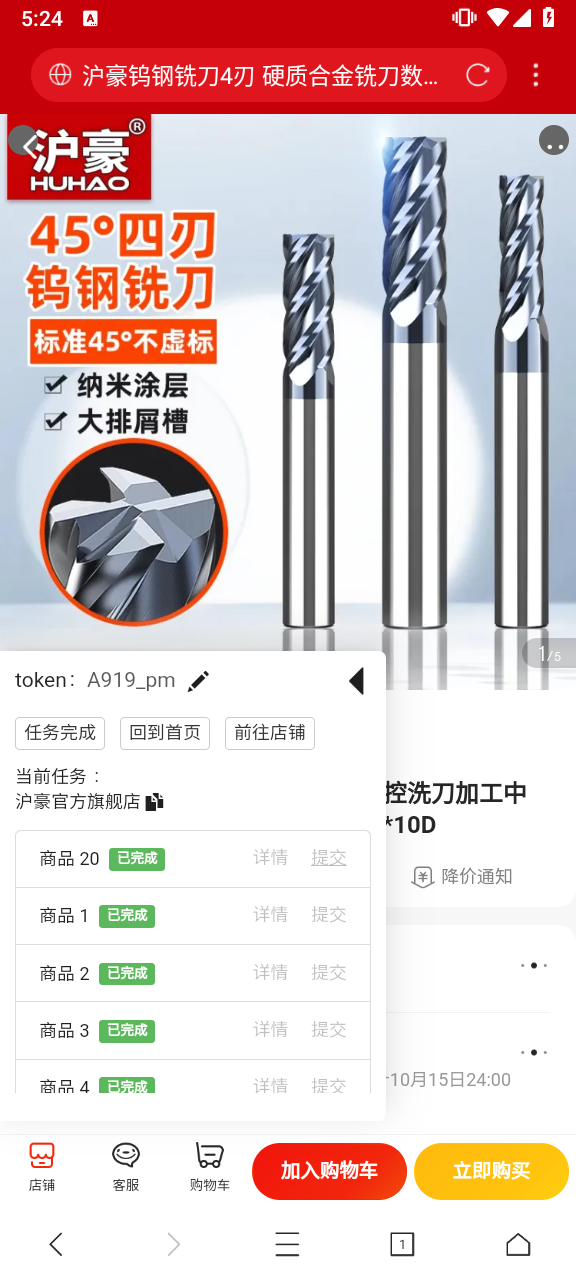 5:24
A
沪豪钨钢铣刀4刃 硬质合金铣刀数...
沪豪®
HUHAO
45°四刃
钨钢铣刀
标准45°不虚标
纳米涂层
大排屑槽
1/5
token: A919_pm
任务完成 回到首页 前往店铺
当前任务：
沪豪官方旗舰店
控洗刀加工中
*10D
降价通知
商品 20 已完成 详情 提交
商品 1 已完成 详情 提交
商品 2 已完成 详情 提交
商品 3 已完成 详情 提交
商品 4 已完成 详情 提交
10月15日24:00
店铺 客服 购物车 加入购物车 立即购买
1